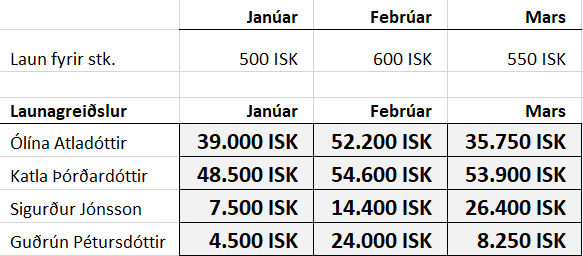 Janúar Febrúar Mars
Laun fyrir stk. 500 ISK 600 ISK 550 ISK
Launagreiðslur Janúar Febrúar Mars
Ólína Atladóttir 39.000 ISK 52.200 ISK 35.750 ISK
Katla Þórðardóttir 48.500 ISK 54.600 ISK 53.900 ISK
Sigurður Jónsson 7.500 ISK 14.400 ISK 26.400 ISK
Guðrún Pétursdóttir 4.500 ISK 24.000 ISK 8.250 ISK